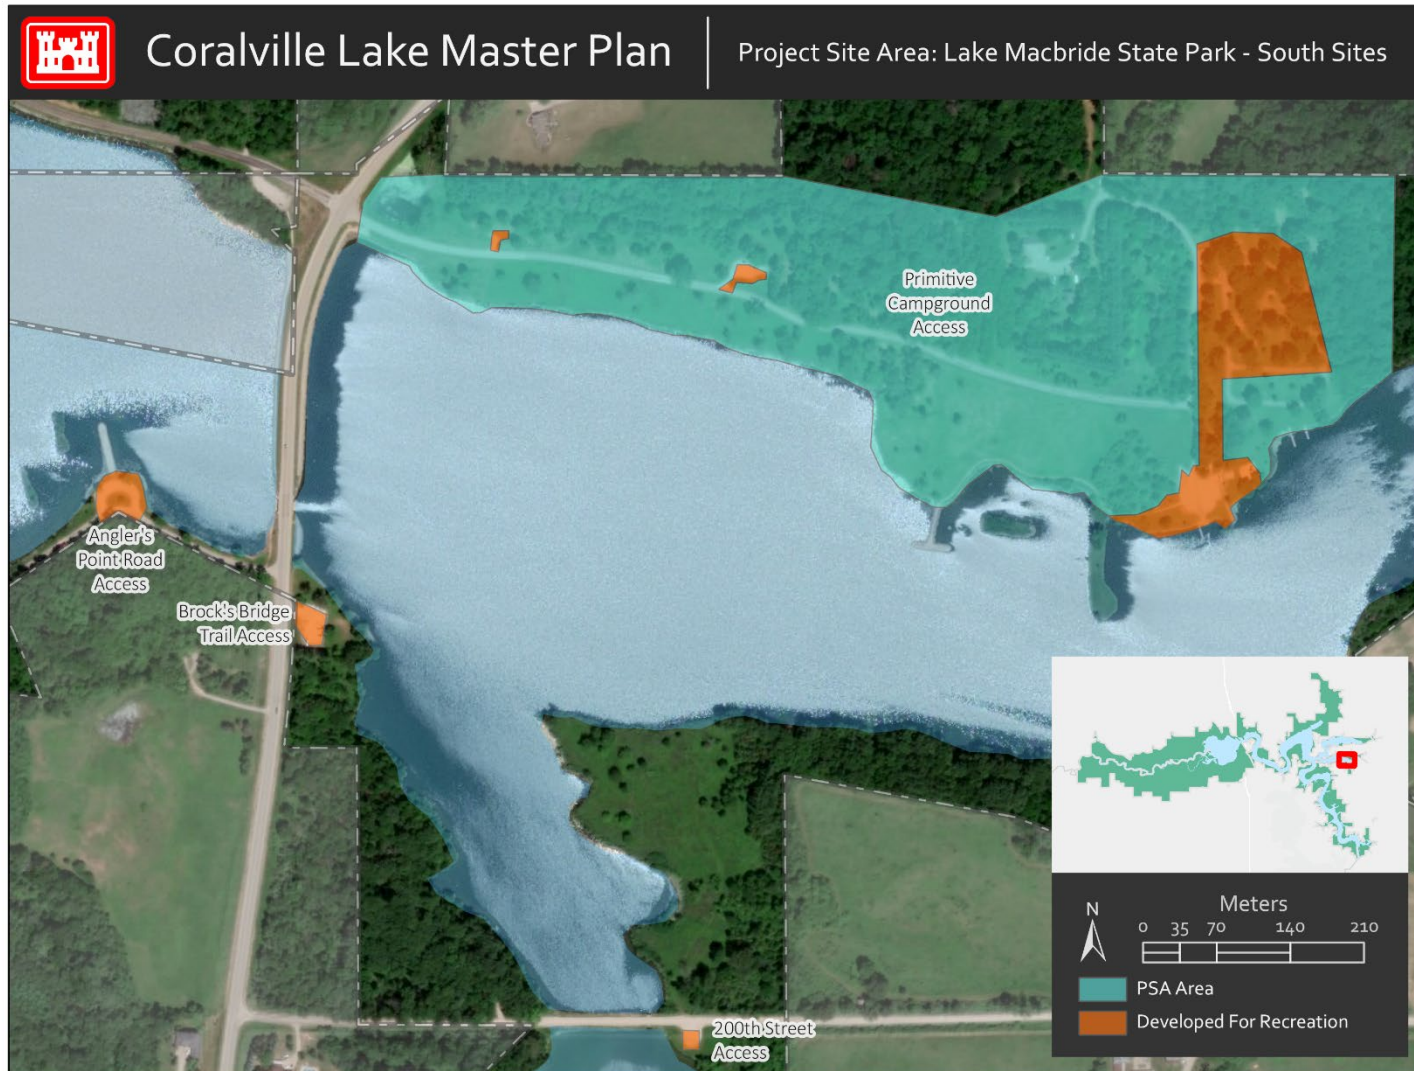 Coralville Lake Master Plan
Project Site Area: Lake Macbride State Park - South Sites
Primitive
Campground
Access
Angler's
Point Road
Access
Brock's Bridge
Trail Access
200th Street
Access
N
Meters
0 35 70 140 210
PSA Area
Developed For Recreation